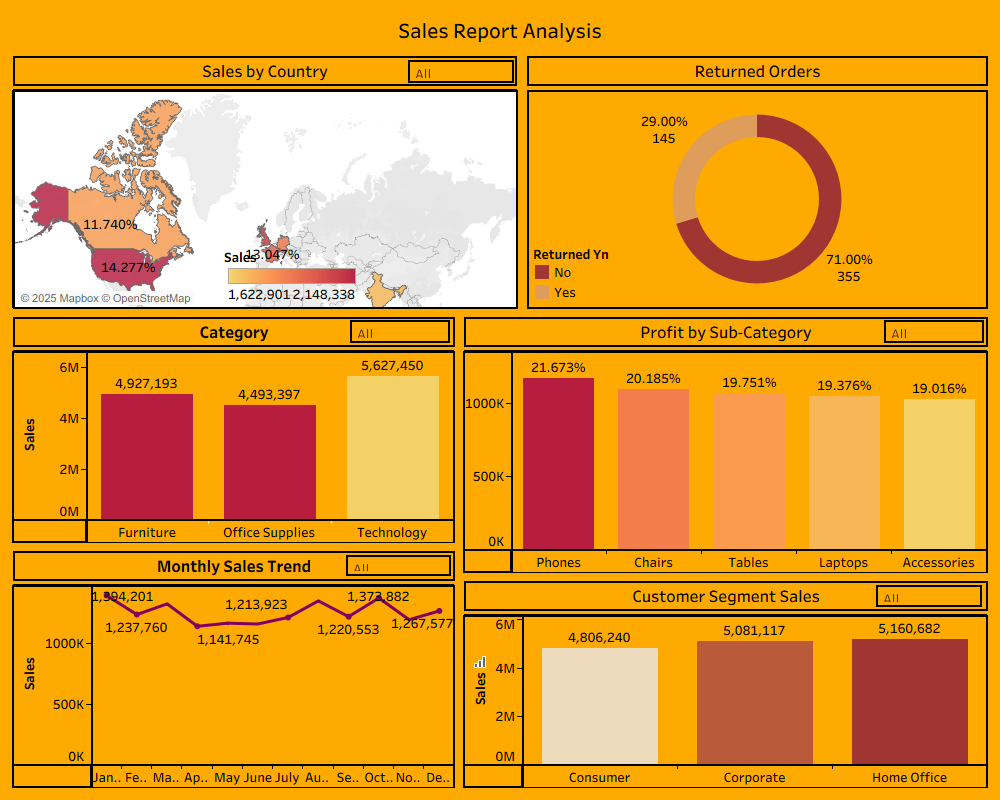 Sales Report Analysis
Sales by Country
All
Returned Orders
11.740%
14.277%
13.047%
Sales
1,622,901 2,148,338
© 2025 Mapbox © OpenStreetMap
29.00%
145
71.00%
355
Returned Yn
No
Yes
Category
All
Sales
6M
4M
2M
0M
4,927,193
4,493,397
5,627,450
Furniture
Office Supplies
Technology
Profit by Sub-Category
All
1000K
500K
0K
21.673%
20.185%
19.751%
19.376%
19.016%
Phones
Chairs
Tables
Laptops
Accessories
Monthly Sales Trend
All
Sales
1000K
500K
0K
1,394,201
1,237,760
1,141,745
1,213,923
1,220,553
1,373,882
1,267,577
Jan.. Fe.. Ma.. Ap.. May June July Au.. Se.. Oct.. No.. De..
Customer Segment Sales
All
Sales
6M
4M
2M
0M
4,806,240
5,081,117
5,160,682
Consumer
Corporate
Home Office